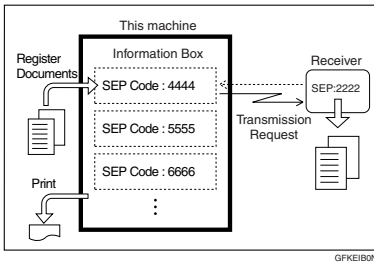 This machine
Information Box
Register
Documents
SEP Code : 4444
SEP Code : 5555
SEP Code : 6666
Print
Receiver
SEP:2222
Transmission
Request
GFKEIB0N